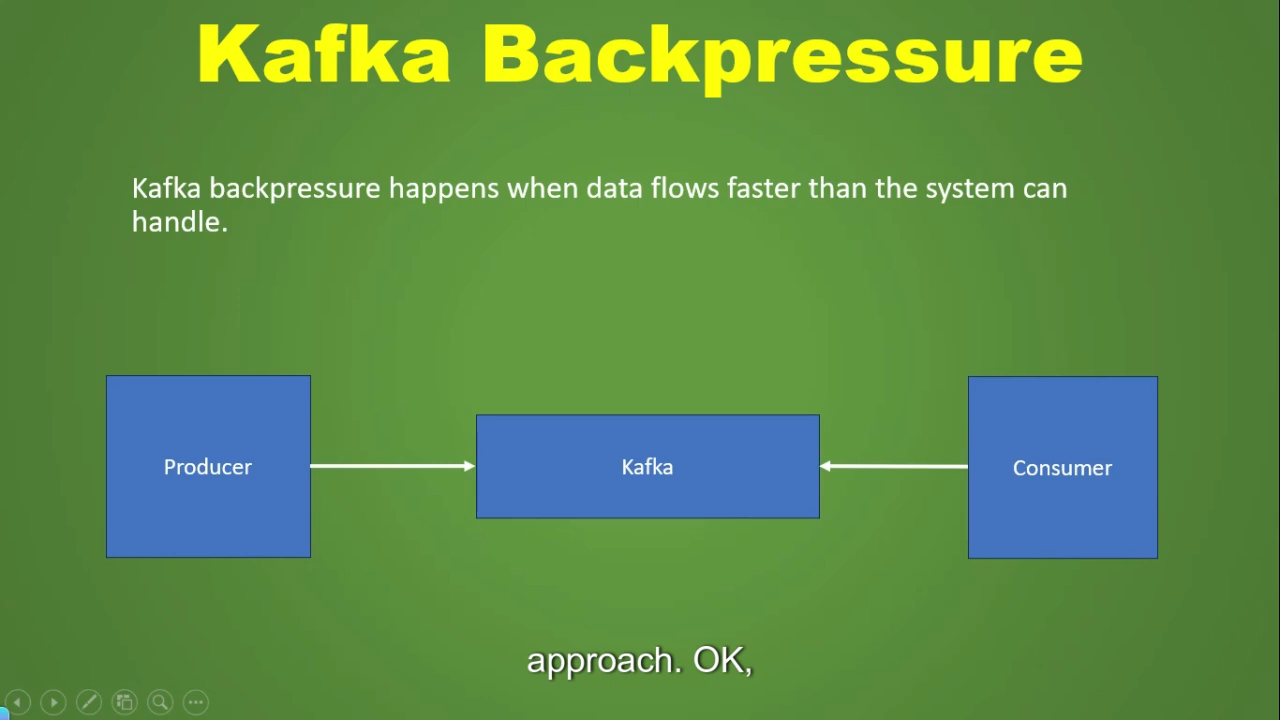 Kafka Backpressure
Kafka backpressure happens when data flows faster than the system can
handle.
Producer
Kafka
Consumer
approach. OK,